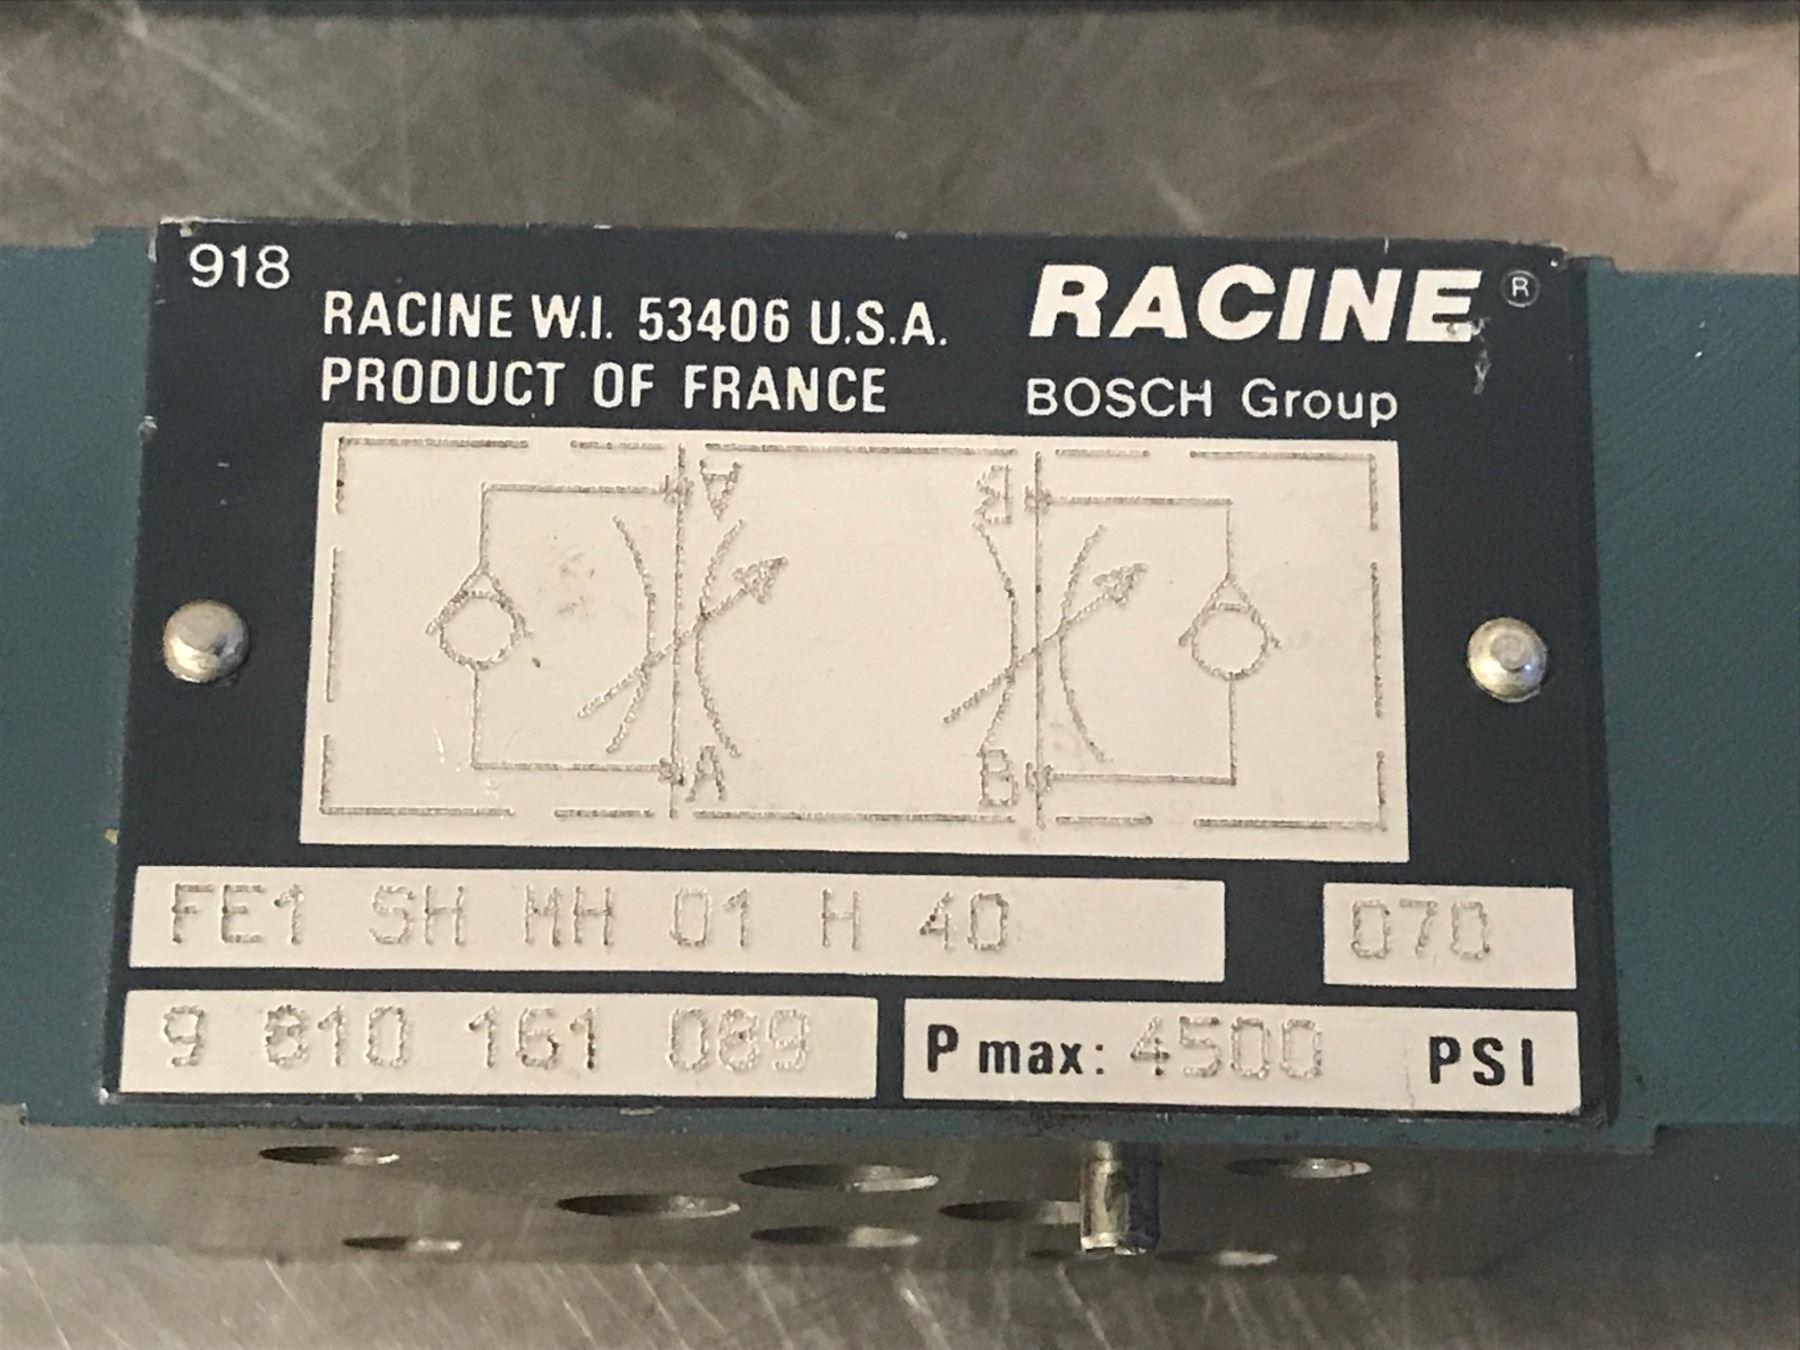 918
RACINE W.I. 53406 U.S.A.
PRODUCT OF FRANCE
RACINE ®
BOSCH Group
A B
A B
FE1 SH MH 01 H 40
070
9 810 161 089
P max: 4500 PSI